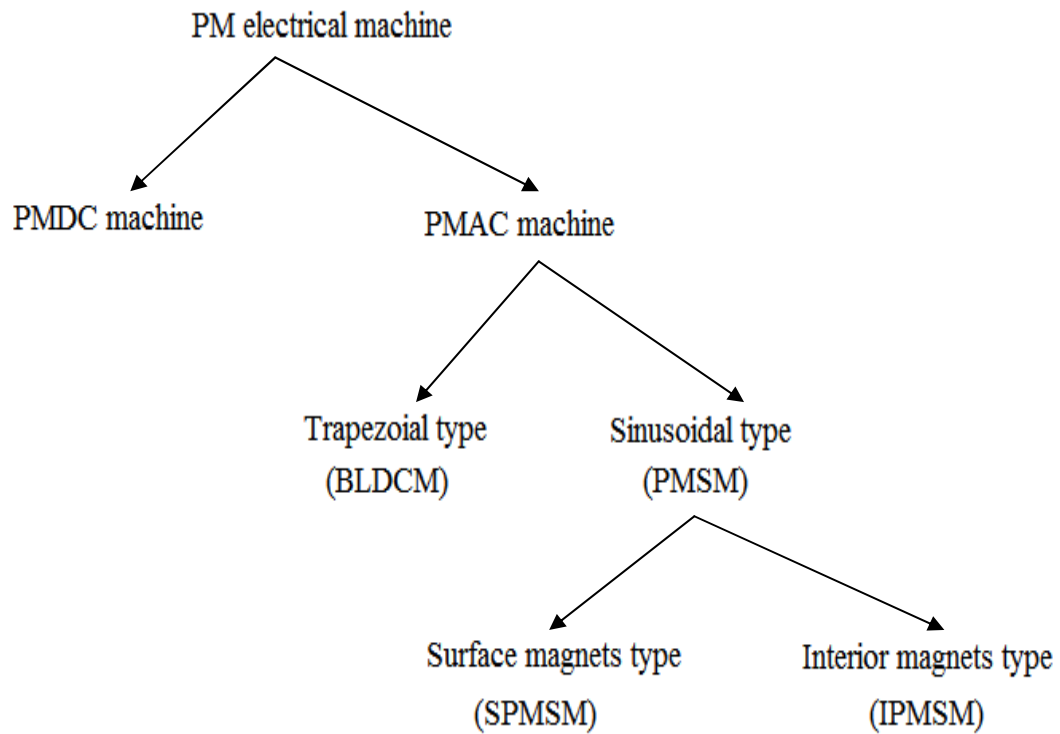 PM electrical machine
PMDC machine
PMAC machine
Trapezoial type
(BLDCM)
Sinusoidal type
(PMSM)
Surface magnets type
(SPMSM)
Interior magnets type
(IPMSM)